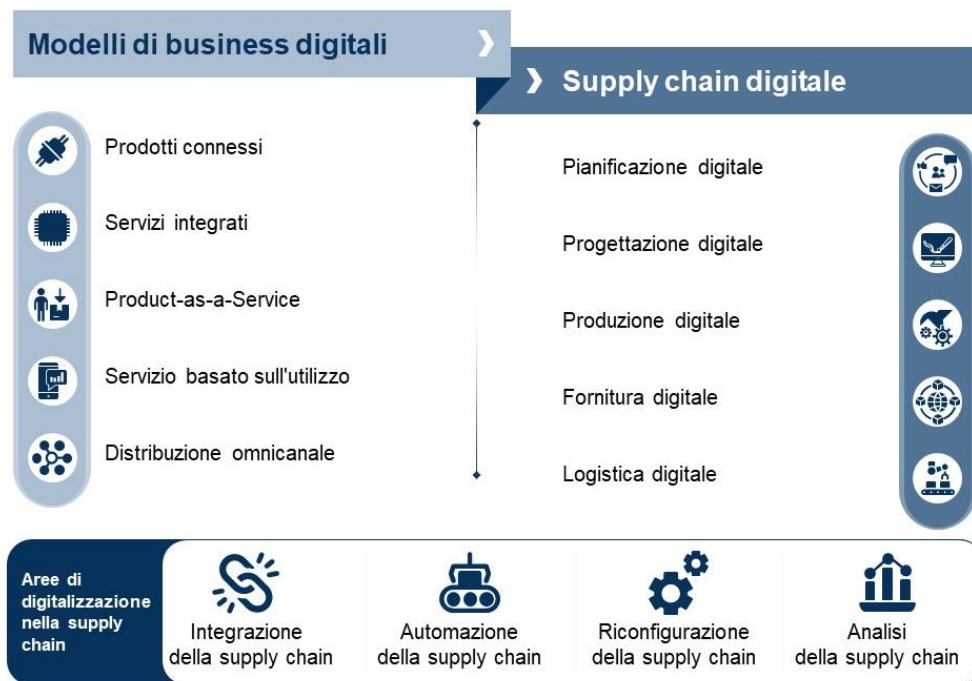 Modelli di business digitali
Supply chain digitale
Prodotti connessi
Servizi integrati
Product-as-a-Service
Servizio basato sull'utilizzo
Distribuzione omnicanale
Pianificazione digitale
Progettazione digitale
Produzione digitale
Fornitura digitale
Logistica digitale
Aree di
digitalizzazione
nella supply
chain
Integrazione
della supply chain
Automazione
della supply chain
Riconfigurazione
della supply chain
Analisi
della supply chain